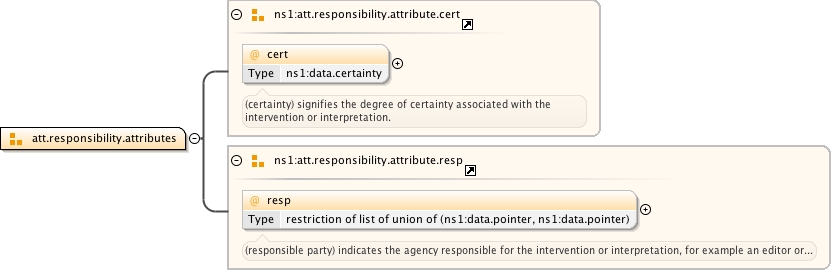 ns1:att.responsibility.attribute.cert
@ cert
Type ns1:data.certainty
(certainty) signifies the degree of certainty associated with the
intervention or interpretation.
att.responsibility.attributes
ns1:att.responsibility.attribute.resp
@ resp
Type restriction of list of union of (ns1:data.pointer, ns1:data.pointer)
(responsible party) indicates the agency responsible for the intervention or interpretation, for example an editor or...